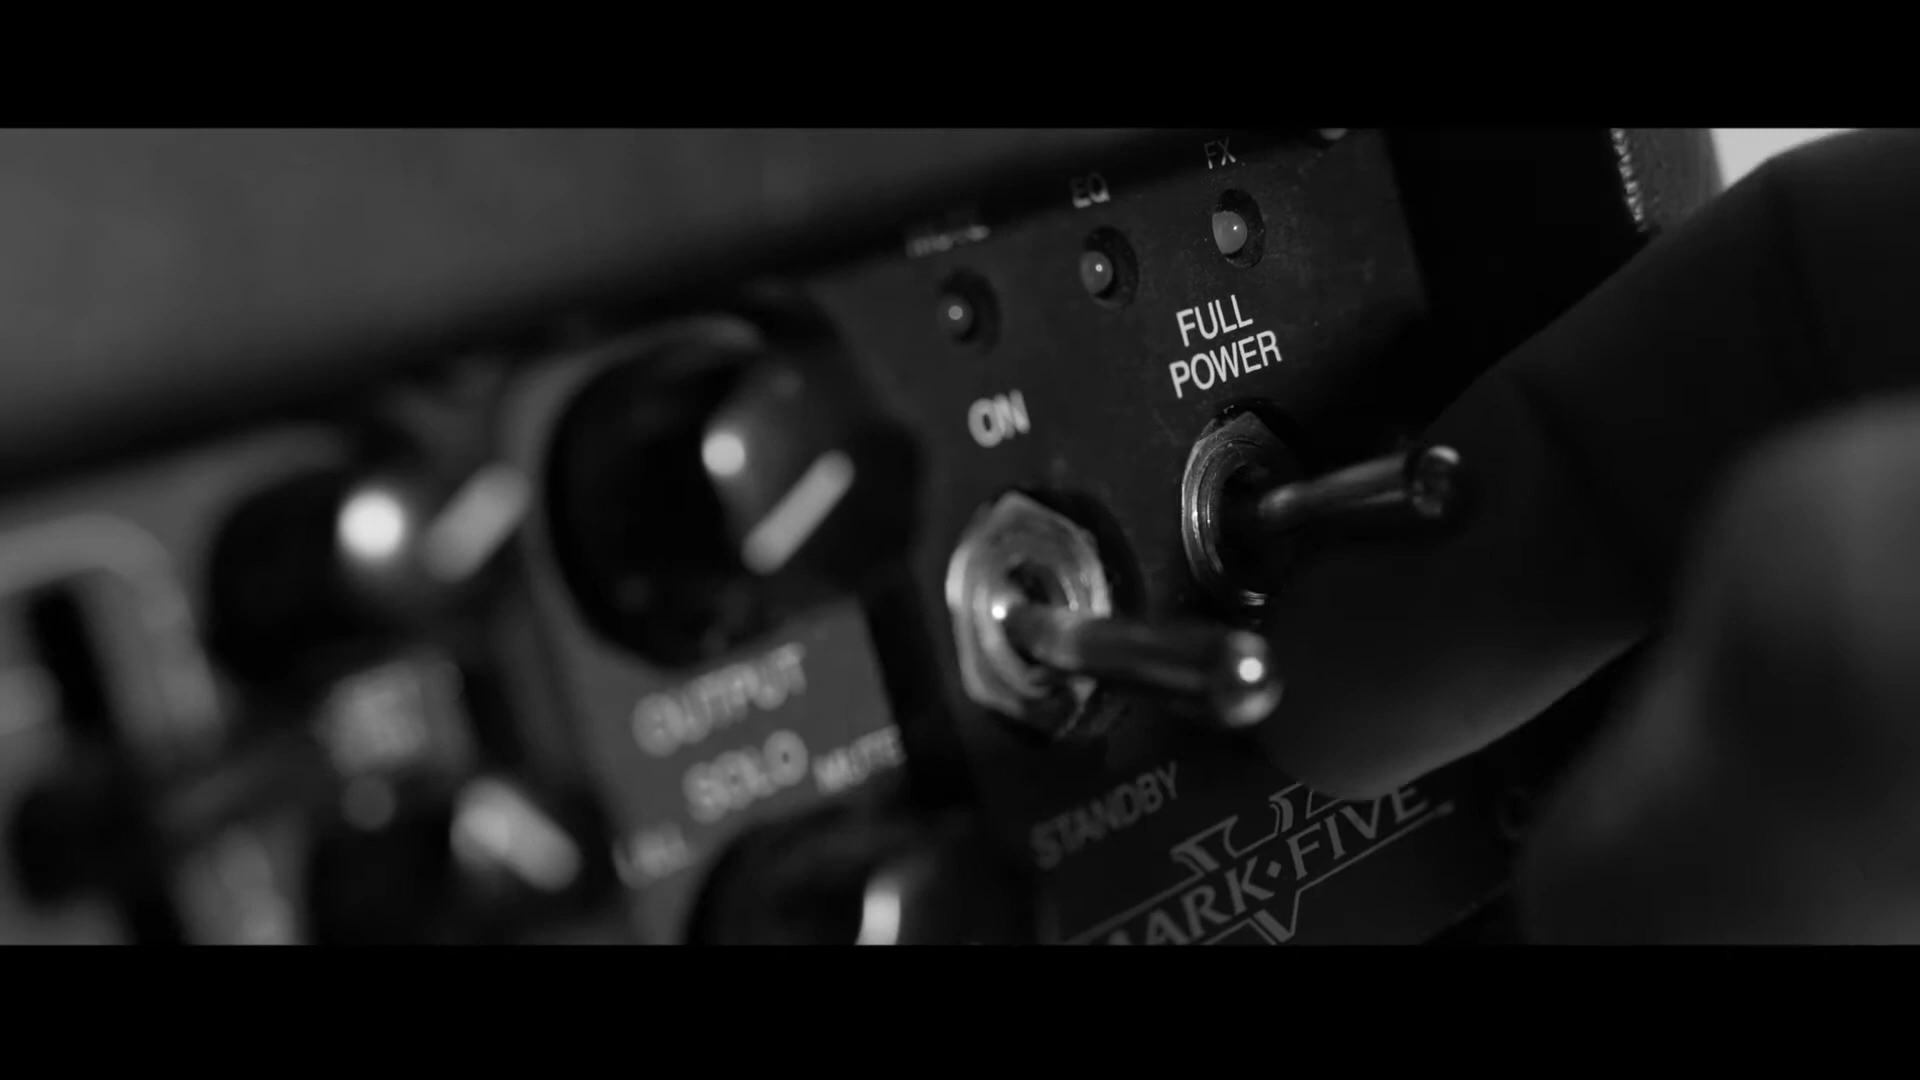 FX
EQ
FULL
POWER
ON
OUTPUT
SOLO
MUTE
STANDBY
MARK·FIVE